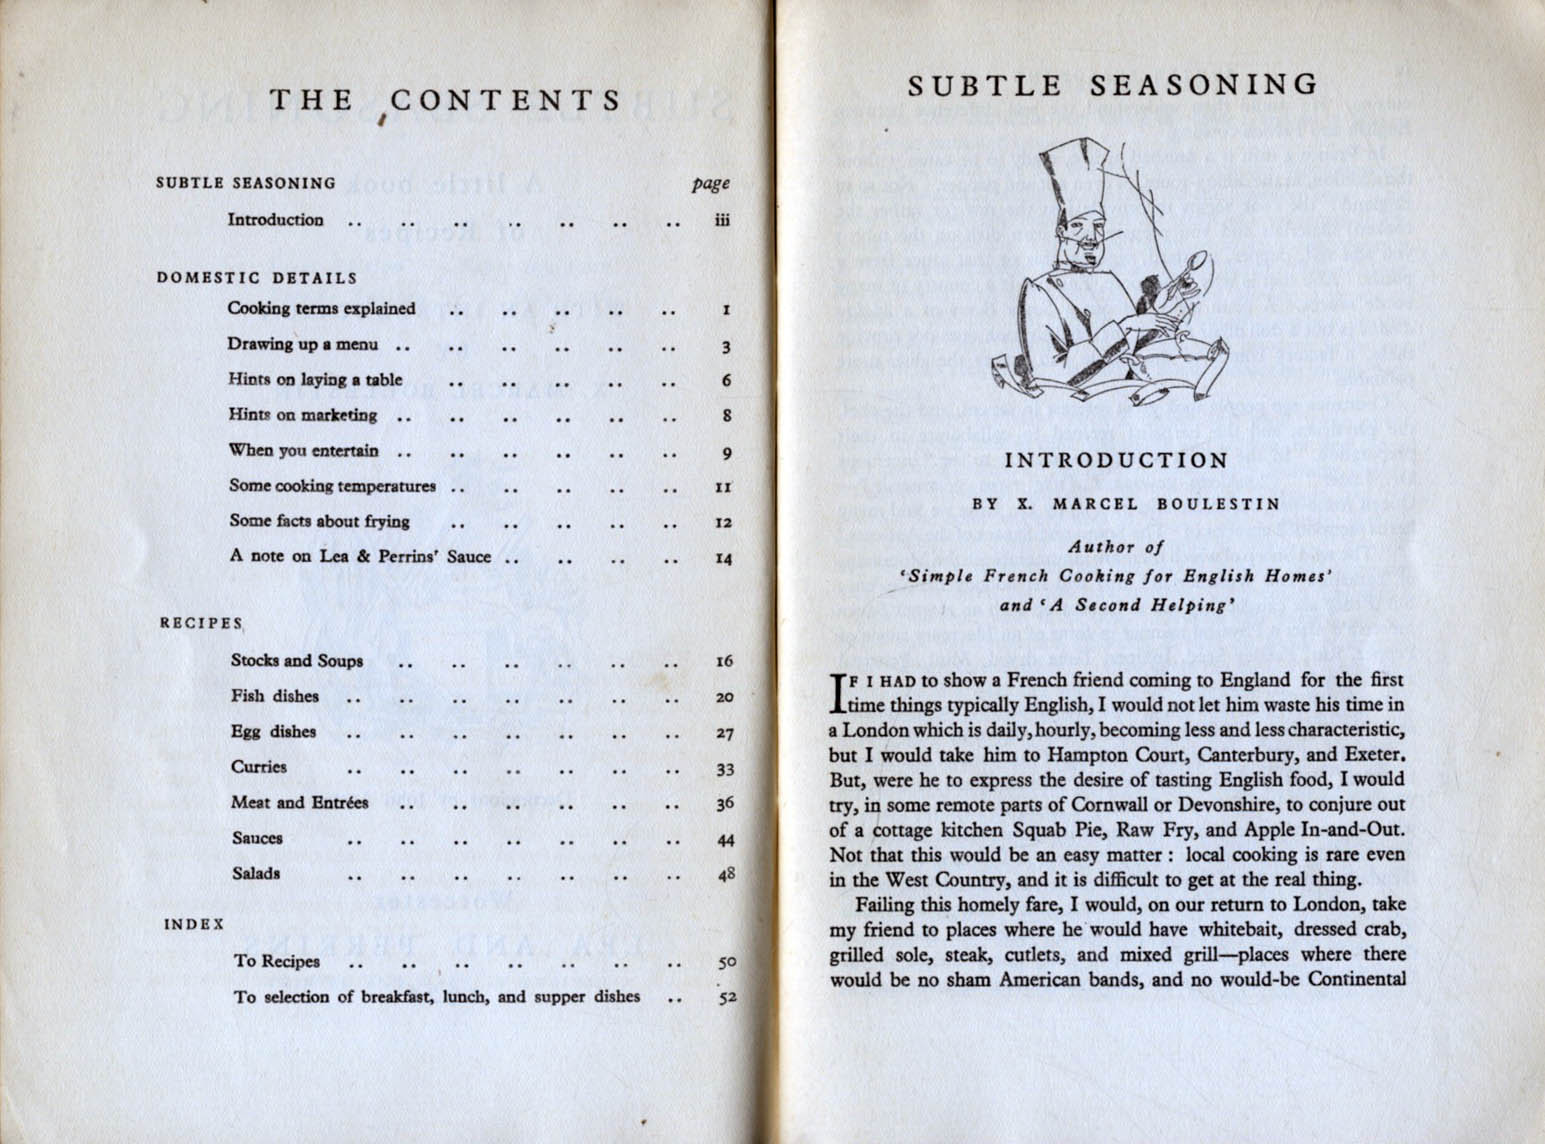 THE CONTENTS
SUBTLE SEASONING page
Introduction .. .. .. .. .. .. .. iii
DOMESTIC DETAILS
Cooking terms explained .. .. .. .. .. 1
Drawing up a menu .. .. .. .. .. .. 3
Hints on laying a table .. .. .. .. .. 6
Hints on marketing .. .. .. .. .. .. 8
When you entertain .. .. .. .. .. .. 9
Some cooking temperatures .. .. .. .. .. 11
Some facts about frying .. .. .. .. .. 12
A note on Lea & Perrins' Sauce .. .. .. .. 14
RECIPES
Stocks and Soups .. .. .. .. .. .. 16
Fish dishes .. .. .. .. .. .. .. 20
Egg dishes .. .. .. .. .. .. .. 27
Curries .. .. .. .. .. .. .. 33
Meat and Entrées .. .. .. .. .. .. 36
Sauces .. .. .. .. .. .. .. 44
Salads .. .. .. .. .. .. .. 48
INDEX
To Recipes .. .. .. .. .. .. .. 50
To selection of breakfast, lunch, and supper dishes .. 52
SUBTLE SEASONING
INTRODUCTION
BY X. MARCEL BOULESTIN
Author of
‘Simple French Cooking for English Homes’
and ‘A Second Helping’
IF I HAD to show a French friend coming to England for the first
time things typically English, I would not let him waste his time in
a London which is daily, hourly, becoming less and less characteristic,
but I would take him to Hampton Court, Canterbury, and Exeter.
But, were he to express the desire of tasting English food, I would
try, in some remote parts of Cornwall or Devonshire, to conjure out
of a cottage kitchen Squab Pie, Raw Fry, and Apple In-and-Out.
Not that this would be an easy matter : local cooking is rare even
in the West Country, and it is difficult to get at the real thing.
Failing this homely fare, I would, on our return to London, take
my friend to places where he would have whitebait, dressed crab,
grilled sole, steak, cutlets, and mixed grill—places where there
would be no sham American bands, and no would-be Continental